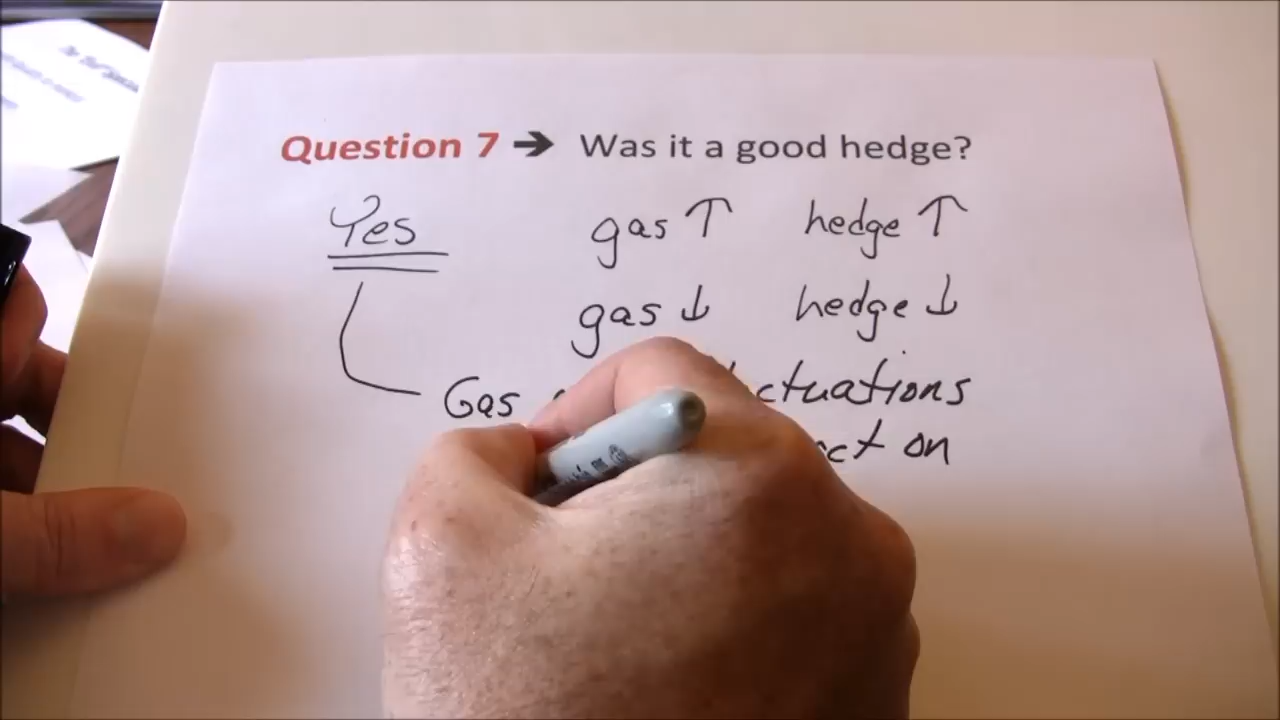 Question 7 → Was it a good hedge?
Yes gas ↑ hedge ↑
gas ↓ hedge ↓
Gas
on